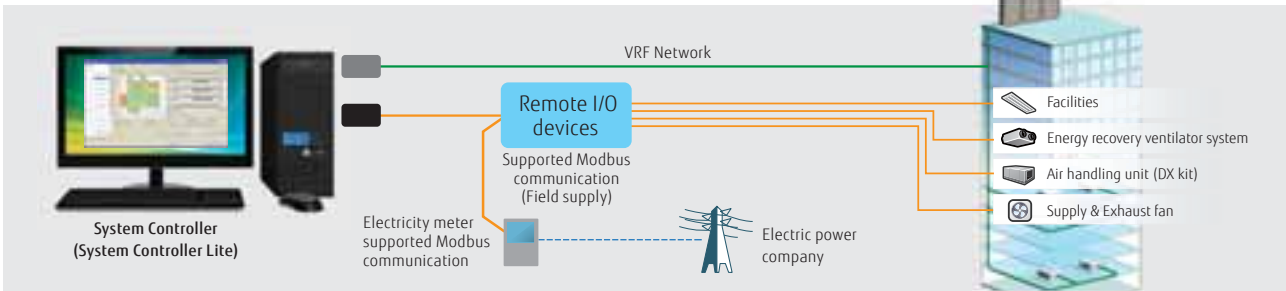 VRF Network
Remote I/O
devices
Supported Modbus
communication
(Field supply)
Facilities
Energy recovery ventilator system
Air handling unit (DX kit)
Supply & Exhaust fan
System Controller
(System Controller Lite)
Electricity meter
supported Modbus
communication
Electric power
company